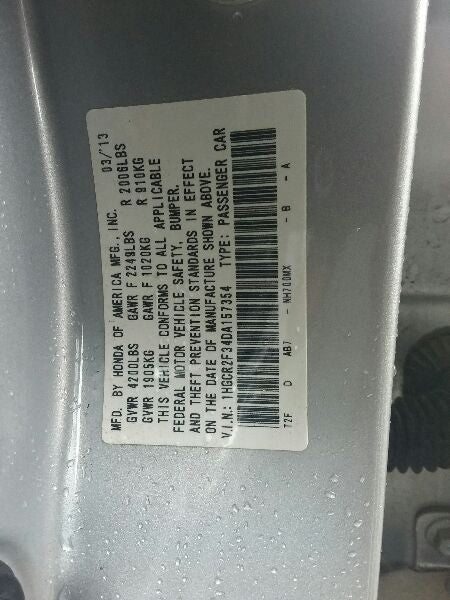 MFD. BY HONDA OF AMERICA MFG., INC. 03/'13
GVWR 4200LBS GAWR F 2249LBS R 2006LBS
GVWR 1905KG GAWR F 1020KG R 910KG
THIS VEHICLE CONFORMS TO ALL APPLICABLE
FEDERAL MOTOR VEHICLE SAFETY, BUMPER,
AND THEFT PREVENTION STANDARDS IN EFFECT
ON THE DATE OF MANUFACTURE SHOWN ABOVE.
V.I.N.: 1HGCR2F34DA157354 TYPE: PASSENGER CAR
T2F D AB7 - NH700MX - B - A